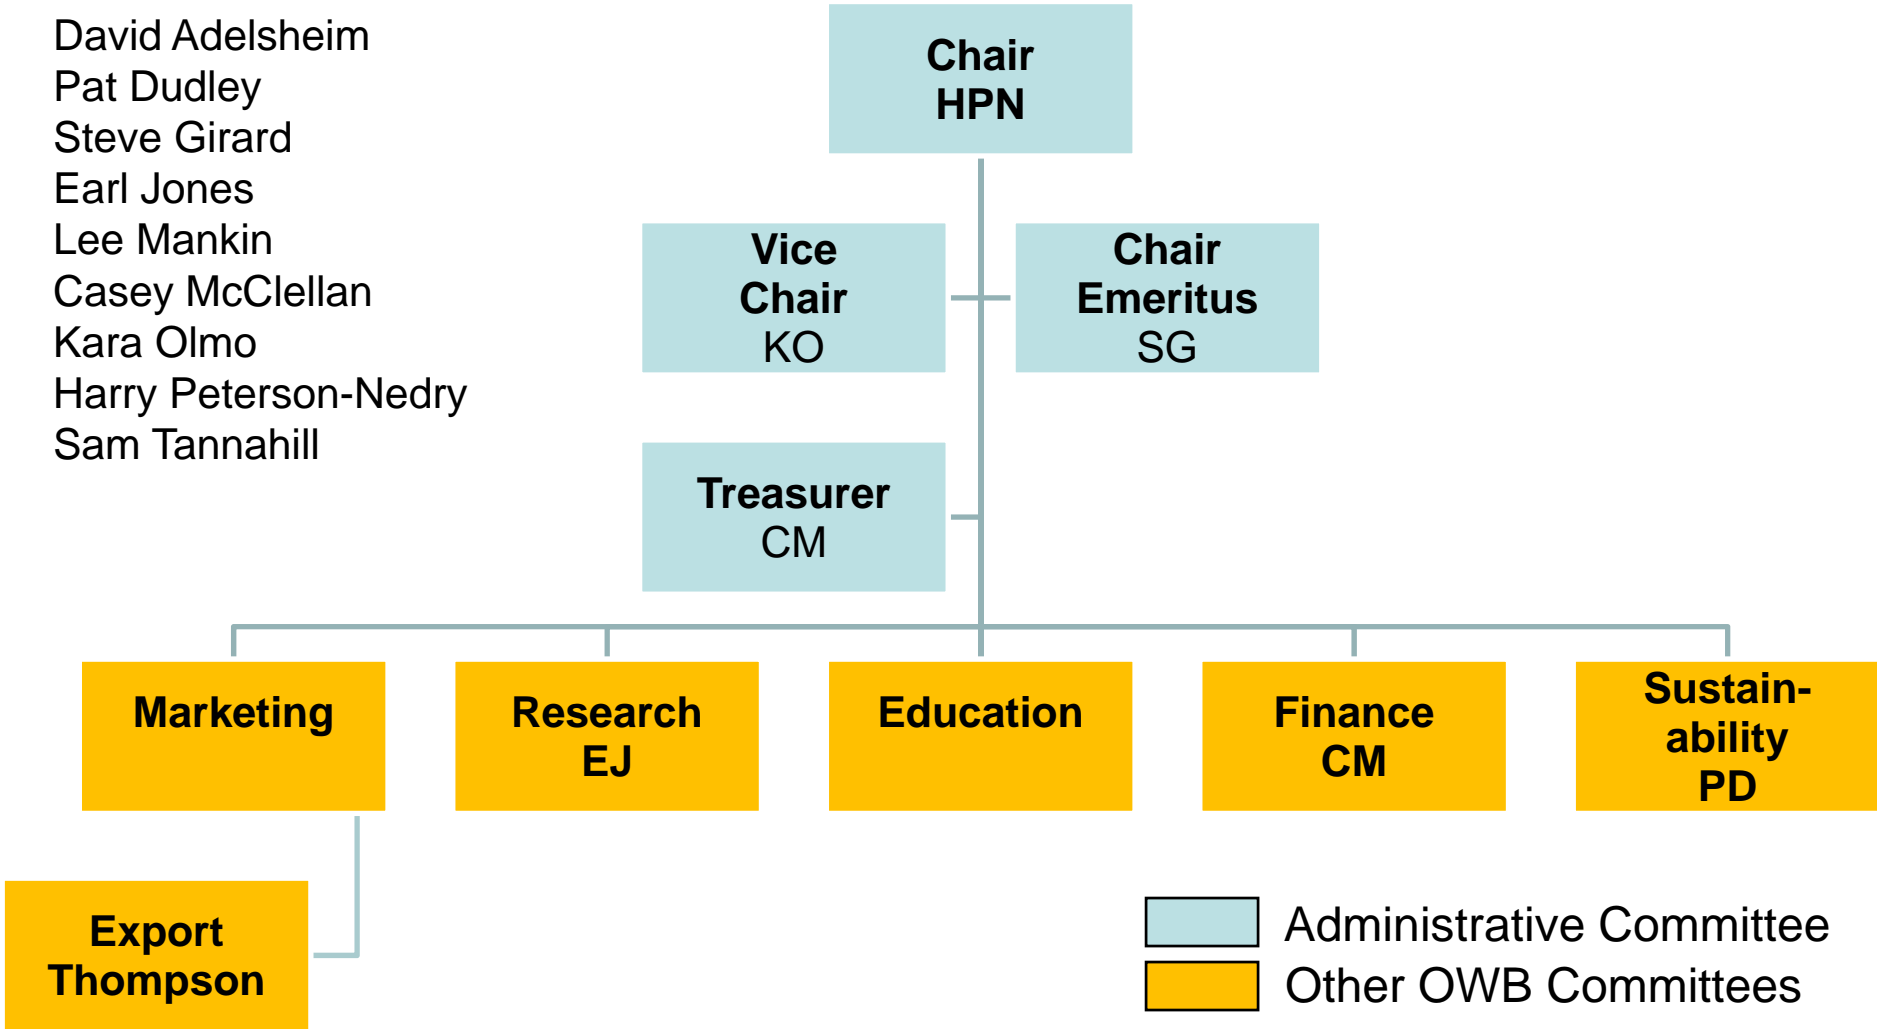 David Adelsheim
Pat Dudley
Steve Girard
Earl Jones
Lee Mankin
Casey McClellan
Kara Olmo
Harry Peterson-Nedry
Sam Tannahill
Chair
HPN
Vice
Chair
KO
Chair
Emeritus
SG
Treasurer
CM
Marketing
Research
EJ
Education
Finance
CM
Sustain-
ability
PD
Export
Thompson
Administrative Committee
Other OWB Committees